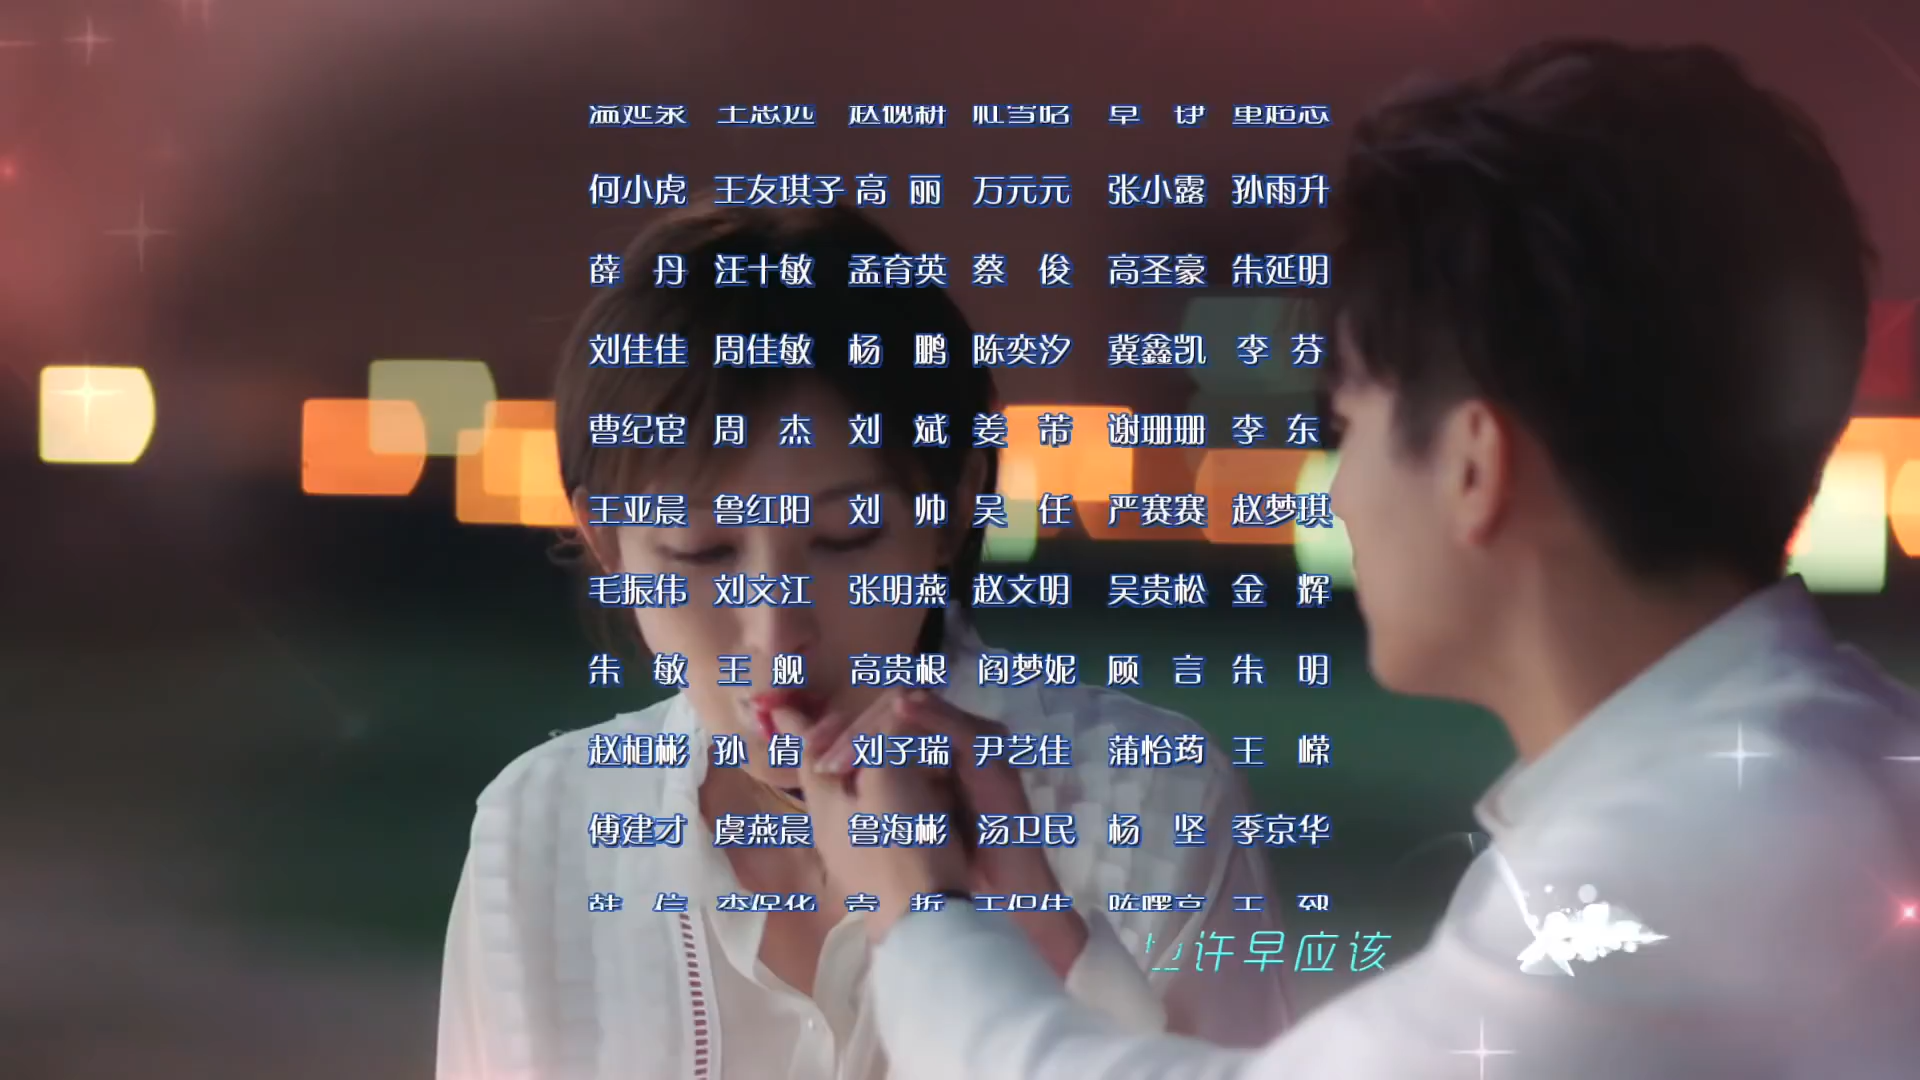 何小虎 王友琪子 高 丽 万元元 张小露 孙雨升
薛 丹 汪十敏 孟育英 蔡 俊 高圣豪 朱延明
刘佳佳 周佳敏 杨 鹏 陈奕汐 冀鑫凯 李 芬
曹纪宦 周 杰 刘 斌 姜 芾 谢珊珊 李 东
王亚晨 鲁红阳 刘 帅 吴 任 严赛赛 赵梦琪
毛振伟 刘文江 张明燕 赵文明 吴贵松 金 辉
朱 敏 王 舰 高贵根 阎梦妮 顾 言 朱 明
赵相彬 孙 倩 刘子瑞 尹艺佳 蒲怡菂 王 嵘
傅建才 虞燕晨 鲁海彬 汤卫民 杨 坚 季京华
也许早应该